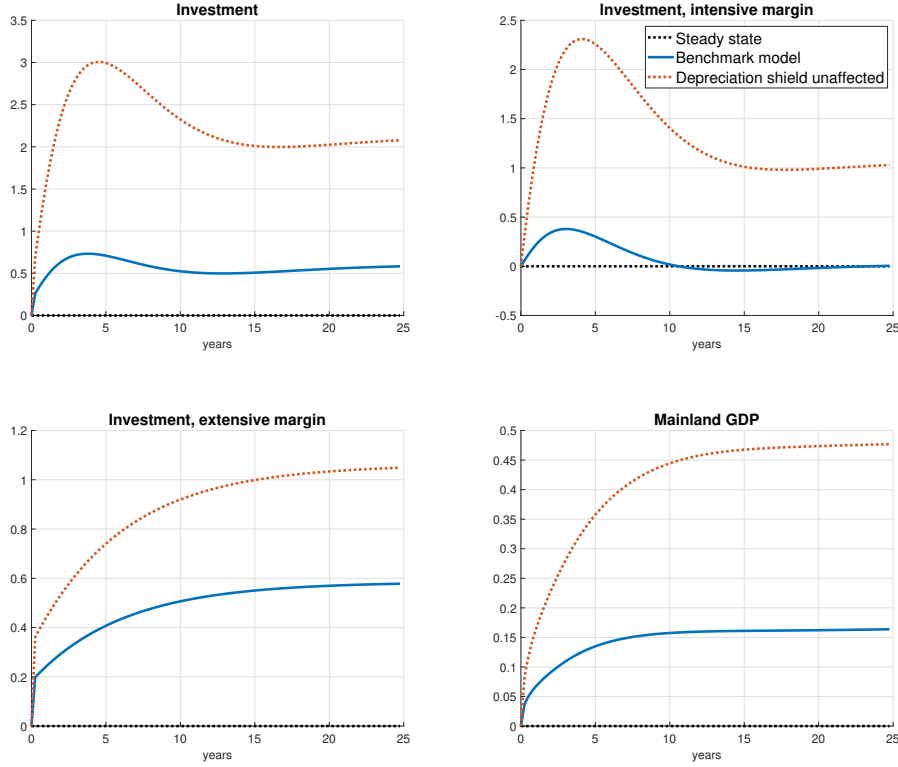 Investment
3.5
3
2.5
2
1.5
1
0.5
0
0 5 10 15 20 25
years
Investment, intensive margin
Steady state
Benchmark model
Depreciation shield unaffected
2.5
2
1.5
1
0.5
0
-0.5
0 5 10 15 20 25
years
Investment, extensive margin
1.2
1
0.8
0.6
0.4
0.2
0
0 5 10 15 20 25
years
Mainland GDP
0.5
0.45
0.4
0.35
0.3
0.25
0.2
0.15
0.1
0.05
0
0 5 10 15 20 25
years